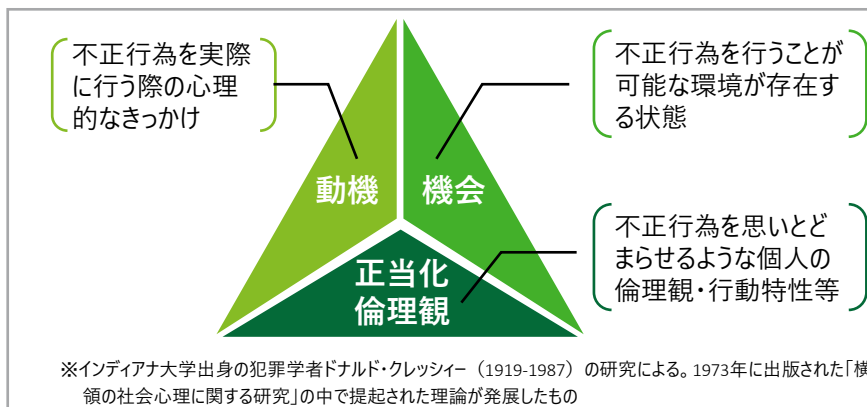 不正行為を実際
に行う際の心理
的なきっかけ
不正行為を行うことが
可能な環境が存在す
る状態
動機
機会
不正行為を思いとど
まらせるような個人の
倫理観・行動特性等
正当化
倫理観
※インディアナ大学出身の犯罪学者ドナルド・クレッシィー（1919-1987）の研究による。1973年に出版された「横
領の社会心理に関する研究」の中で提起された理論が発展したもの